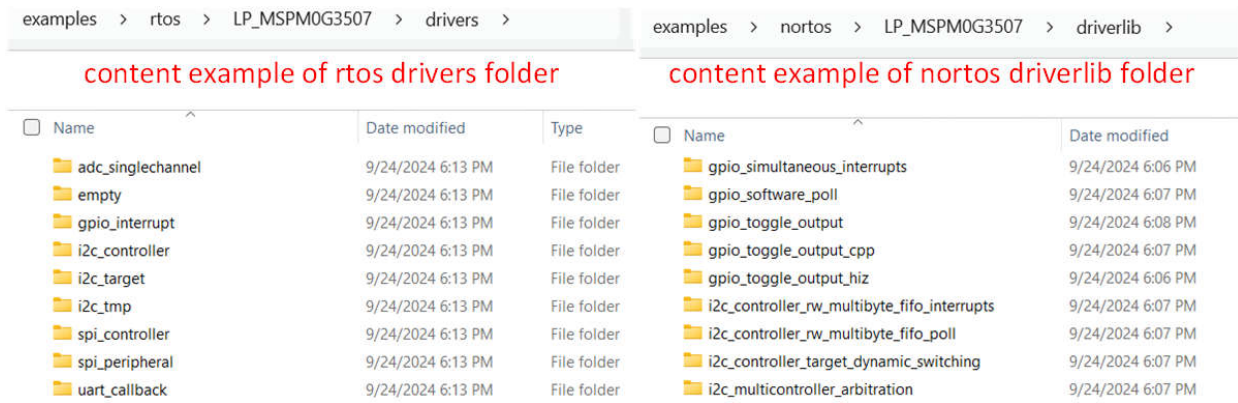 examples > rtos > LP_MSPM0G3507 > drivers >
content example of rtos drivers folder
Name Date modified Type
adc_singlechannel 9/24/2024 6:13 PM File folder
empty 9/24/2024 6:13 PM File folder
gpio_interrupt 9/24/2024 6:13 PM File folder
i2c_controller 9/24/2024 6:13 PM File folder
i2c_target 9/24/2024 6:13 PM File folder
i2c_tmp 9/24/2024 6:13 PM File folder
spi_controller 9/24/2024 6:13 PM File folder
spi_peripheral 9/24/2024 6:13 PM File folder
uart_callback 9/24/2024 6:13 PM File folder
examples > nortos > LP_MSPM0G3507 > driverlib >
content example of nortos driverlib folder
Name Date modified
gpio_simultaneous_interrupts 9/24/2024 6:06 PM
gpio_software_poll 9/24/2024 6:07 PM
gpio_toggle_output 9/24/2024 6:08 PM
gpio_toggle_output_cpp 9/24/2024 6:07 PM
gpio_toggle_output_hiz 9/24/2024 6:06 PM
i2c_controller_rw_multibyte_fifo_interrupts 9/24/2024 6:07 PM
i2c_controller_rw_multibyte_fifo_poll 9/24/2024 6:07 PM
i2c_controller_target_dynamic_switching 9/24/2024 6:07 PM
i2c_multicontroller_arbitration 9/24/2024 6:07 PM